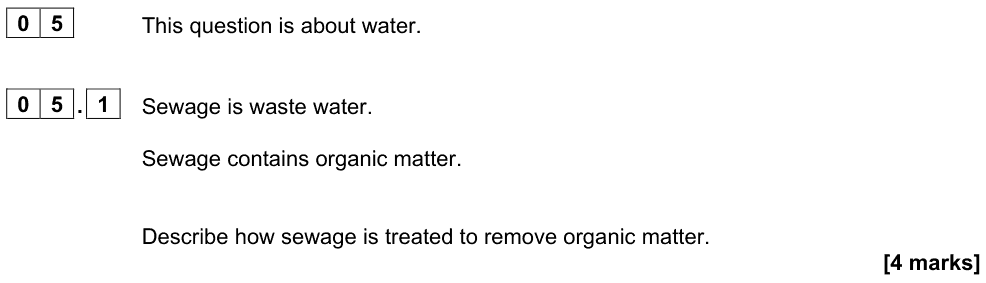 0 5 This question is about water.
0 5 . 1 Sewage is waste water.
Sewage contains organic matter.
Describe how sewage is treated to remove organic matter.
[4 marks]